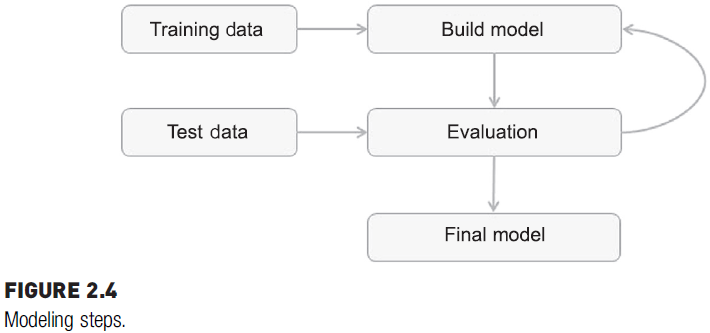 Training data
Build model
Test data
Evaluation
Final model
FIGURE 2.4
Modeling steps.